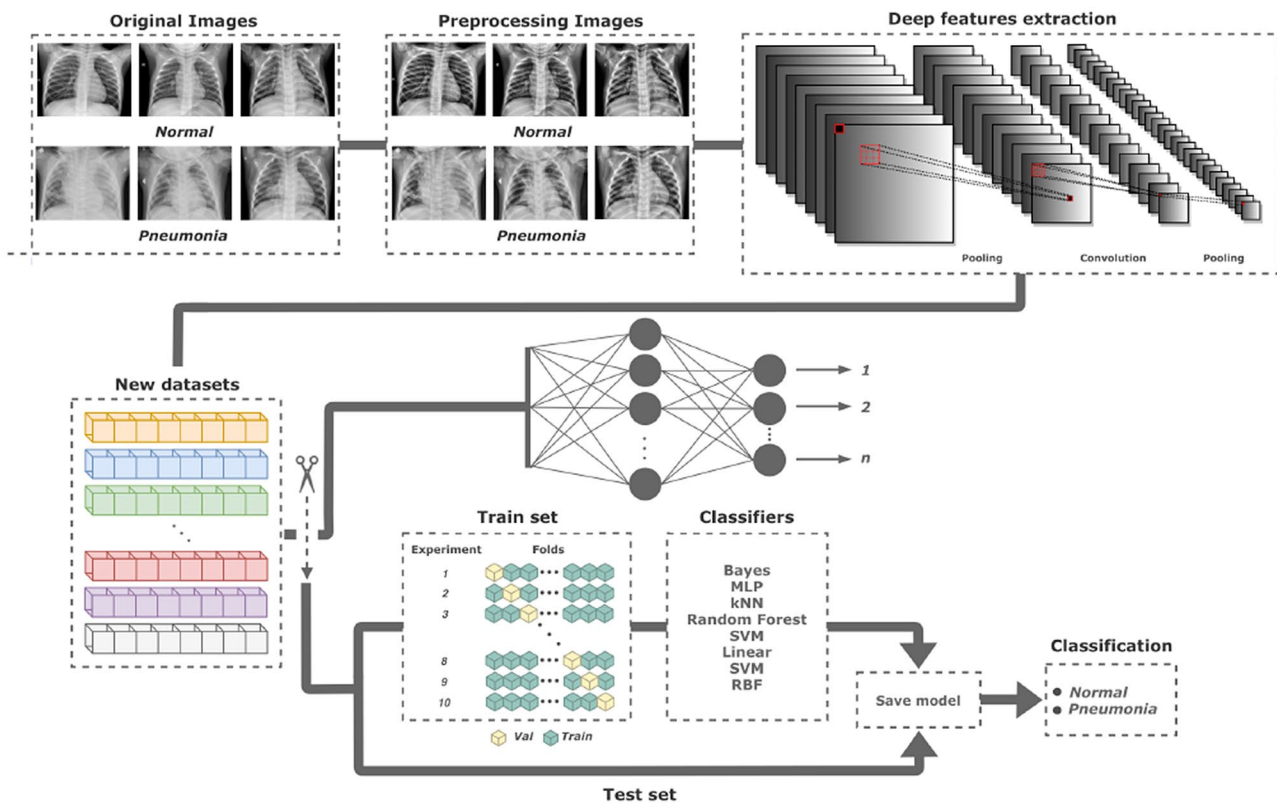 Original Images
Preprocessing Images
Deep features extraction
Normal
Normal
Pneumonia
Pneumonia
Pooling
Convolution
Pooling
New datasets
1
2
n
Train set
Classifiers
Experiment
Folds
1
2
3
8
9
10
Val
Train
Bayes
MLP
kNN
Random Forest
SVM
Linear
SVM
RBF
Save model
Classification
Normal
Pneumonia
Test set